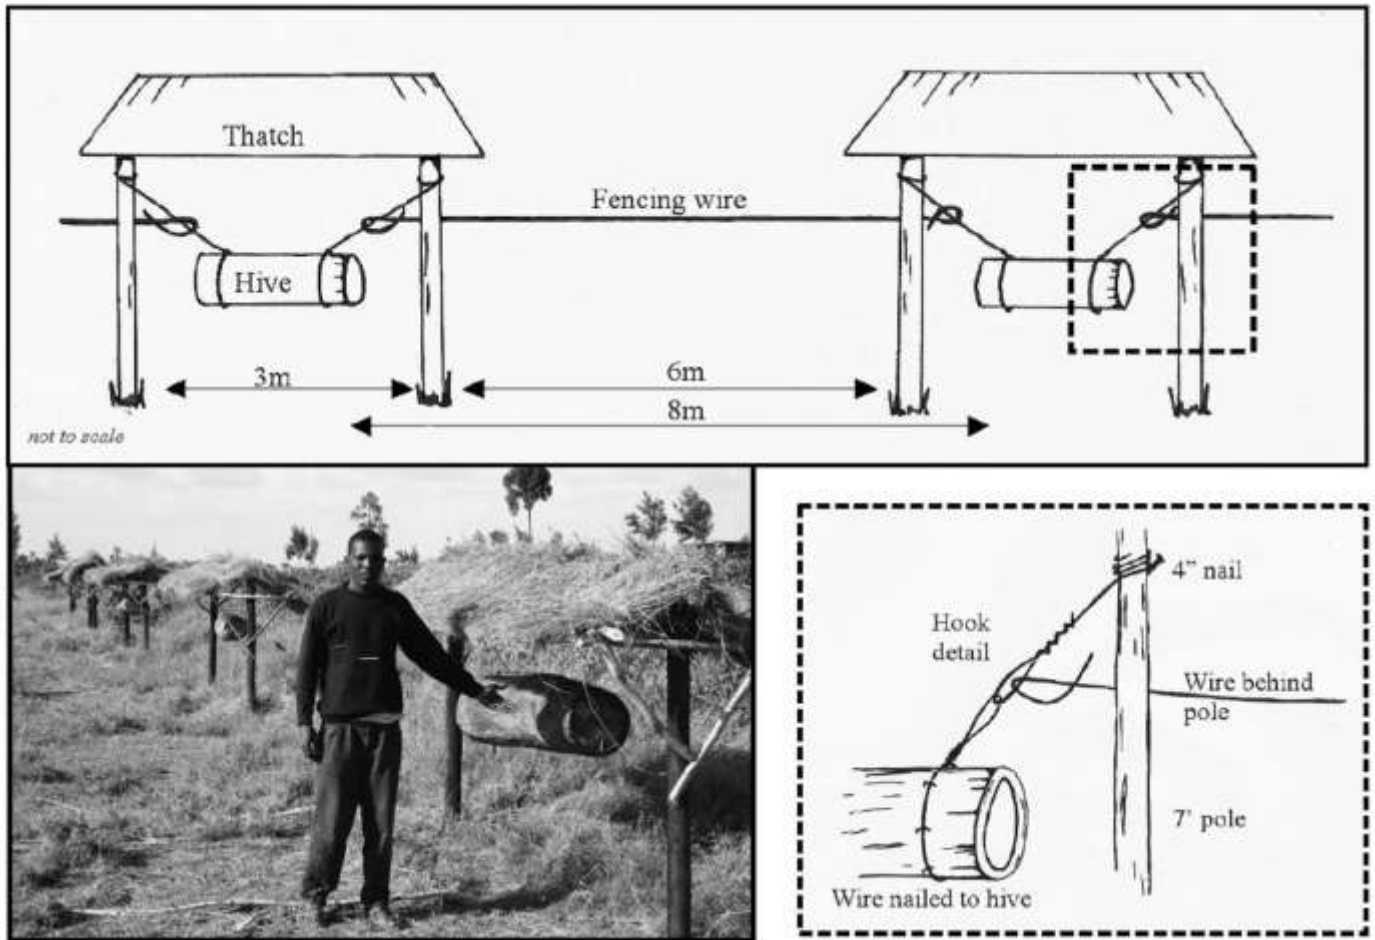 Thatch
Fencing wire
Hive
3m
6m
8m
not to scale
4” nail
Hook
detail
Wire behind
pole
7’ pole
Wire nailed to hive